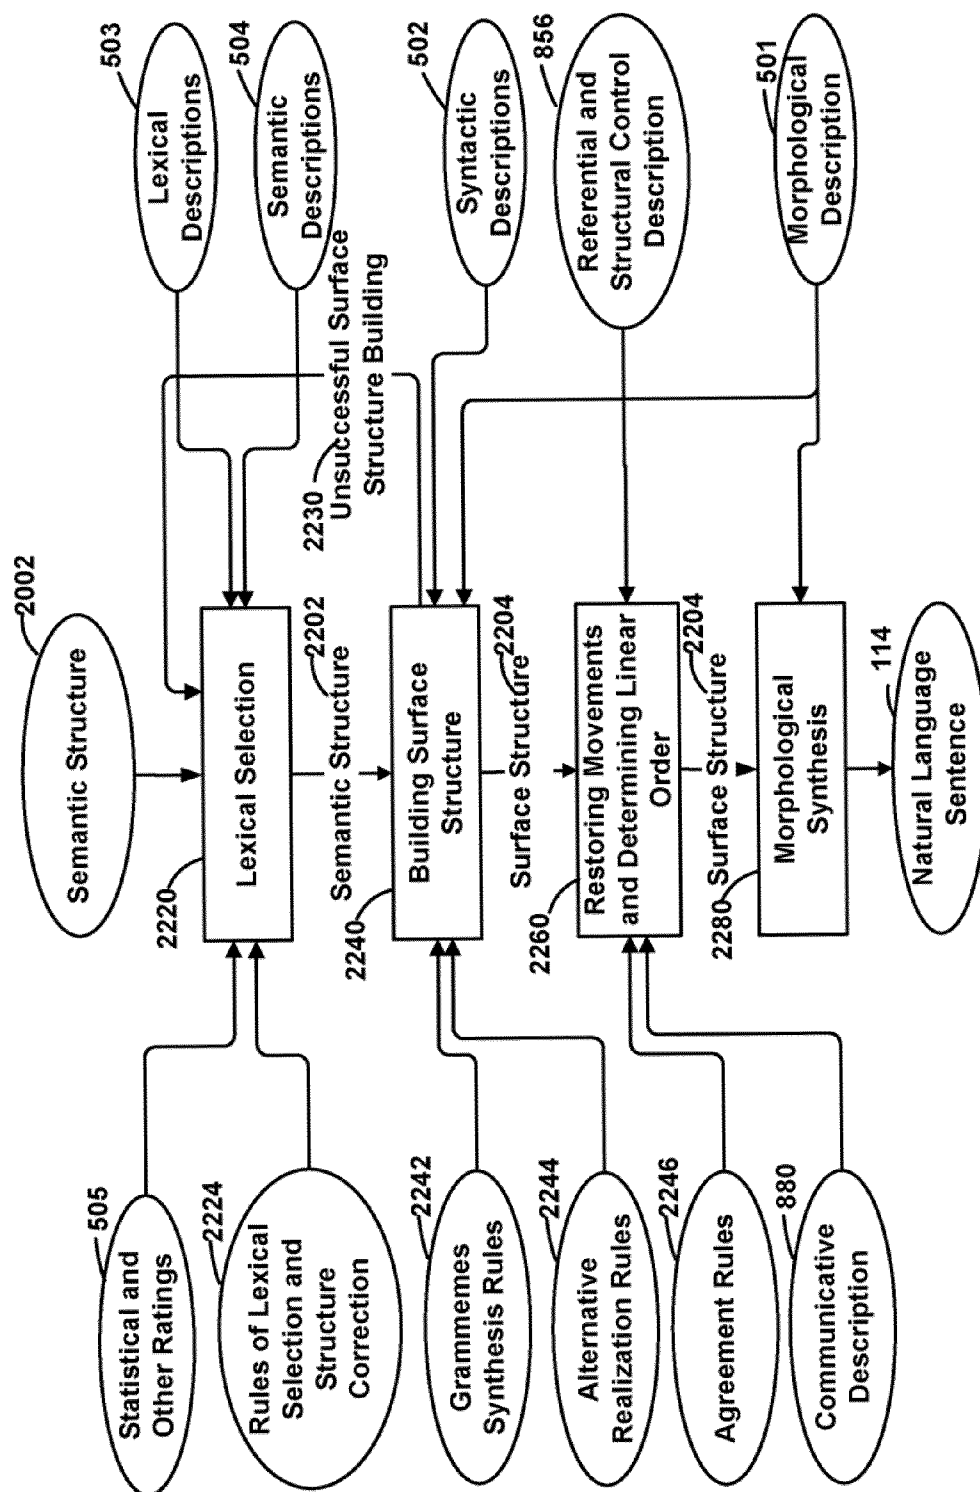 2002
Semantic Structure
505
Statistical and
Other Ratings
2224
Rules of Lexical
Selection and
Structure
Correction
2220
Lexical Selection
503
Lexical
Descriptions
504
Semantic
Descriptions
2202
Semantic Structure
2230
Unsuccessful Surface
Structure Building
2242
Grammemes
Synthesis Rules
2244
Alternative
Realization Rules
2240
Building Surface
Structure
502
Syntactic
Descriptions
2204
Surface Structure
2246
Agreement Rules
880
Communicative
Description
2260
Restoring Movements
and Determining Linear
Order
856
Referential and
Structural Control
Description
2204
Surface Structure
2280
Morphological
Synthesis
501
Morphological
Description
114
Natural Language
Sentence